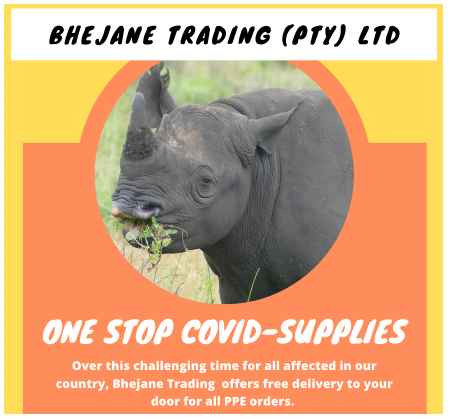 BHEJANE TRADING (PTY) LTD
ONE STOP COVID-SUPPLIES
Over this challenging time for all affected in our
country, Bhejane Trading offers free delivery to your
door for all PPE orders.